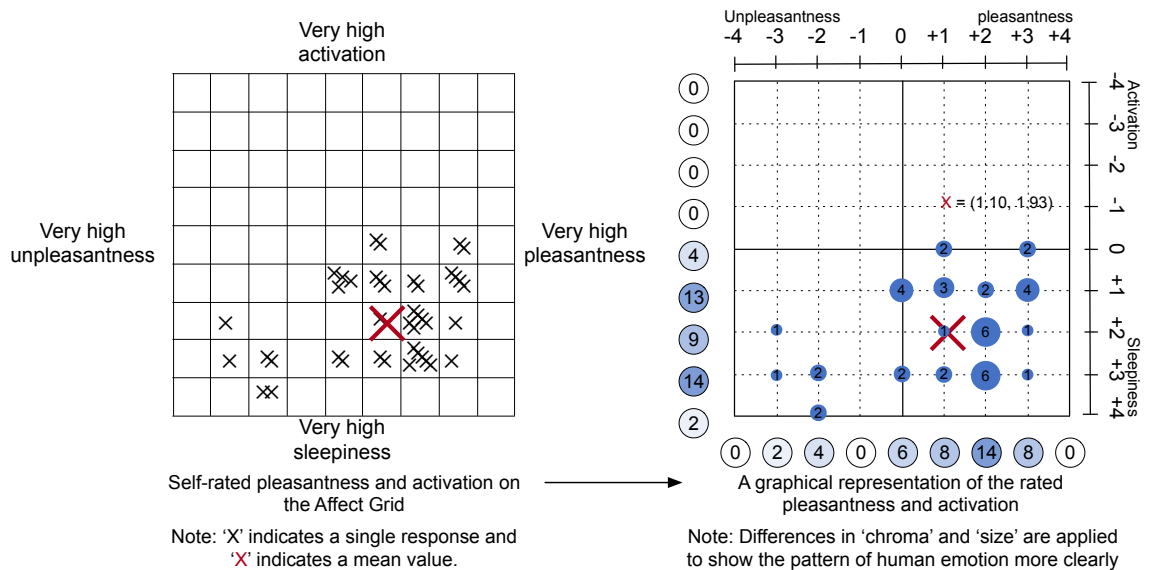 Very high
activation
Very high
unpleasantness
Very high
pleasantness
Very high
sleepiness
Self-rated pleasantness and activation on
the Affect Grid
Note: ‘X’ indicates a single response and
‘X’ indicates a mean value.
Unpleasantness pleasantness
-4 -3 -2 -1 0 +1 +2 +3 +4
Activation
Sleepiness
-4
-3
-2
-1
0
+1
+2
+3
+4
0
0
0
0
4
13
9
14
2
X = (1.10, 1.93)
2 2
4 3 2 4
1 1 6 1
1 2 2 2 6 1
2
0 2 4 0 6 8 14 8 0
A graphical representation of the rated
pleasantness and activation
Note: Differences in ‘chroma’ and ‘size’ are applied
to show the pattern of human emotion more clearly